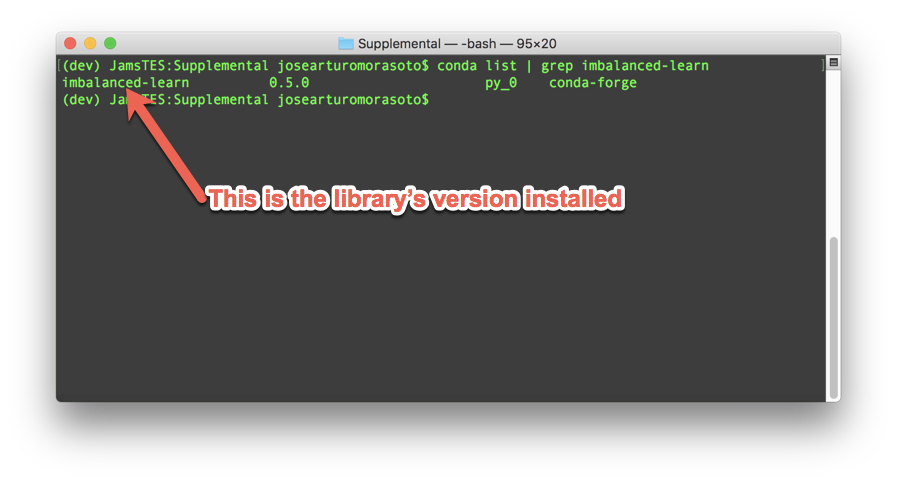 Supplemental — -bash — 95×20
[(dev) JamsTES:Supplemental josearturomorasoto$ conda list | grep imbalanced-learn ]
imbalanced-learn 0.5.0 py_0 conda-forge
(dev) JamsTES:Supplemental josearturomorasoto$
This is the library's version installed